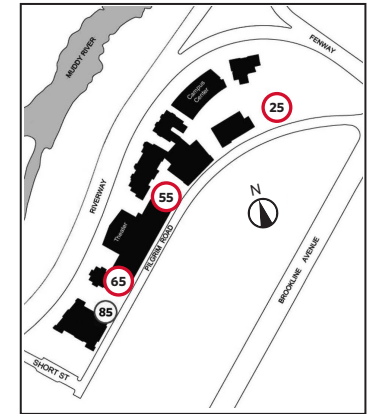 MUDDY RIVER
FENWAY
Campus
Center
25
RIVERWAY
55
N
Theater
PILGRIM ROAD
BROOKLINE AVENUE
65
85
SHORT ST